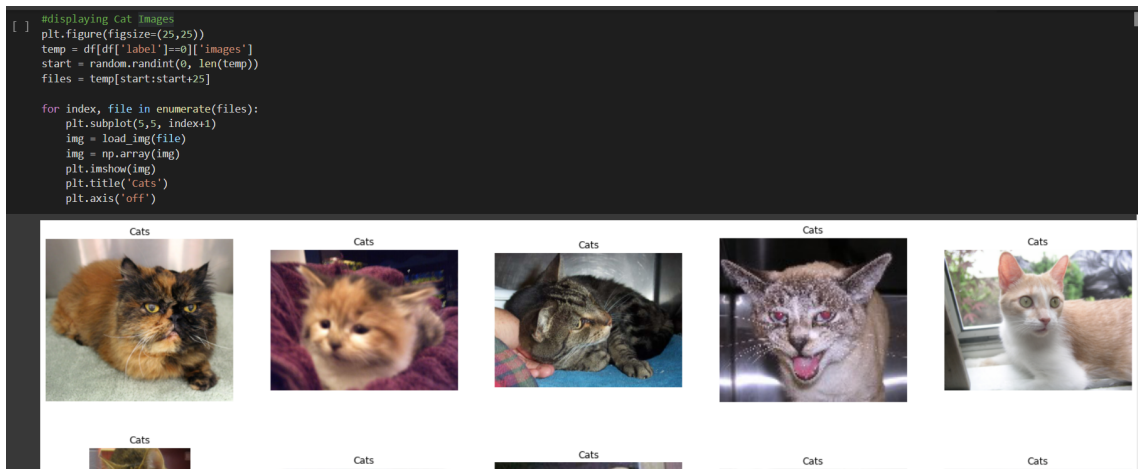 [ ]
#displaying Cat Images
plt.figure(figsize=(25,25))
temp = df[df['label']==0]['images']
start = random.randint(0, len(temp))
files = temp[start:start+25]
for index, file in enumerate(files):
    plt.subplot(5,5, index+1)
    img = load_img(file)
    img = np.array(img)
    plt.imshow(img)
    plt.title('Cats')
    plt.axis('off')
Cats
Cats
Cats
Cats
Cats
Cats
Cats
Cats
Cats
Cats